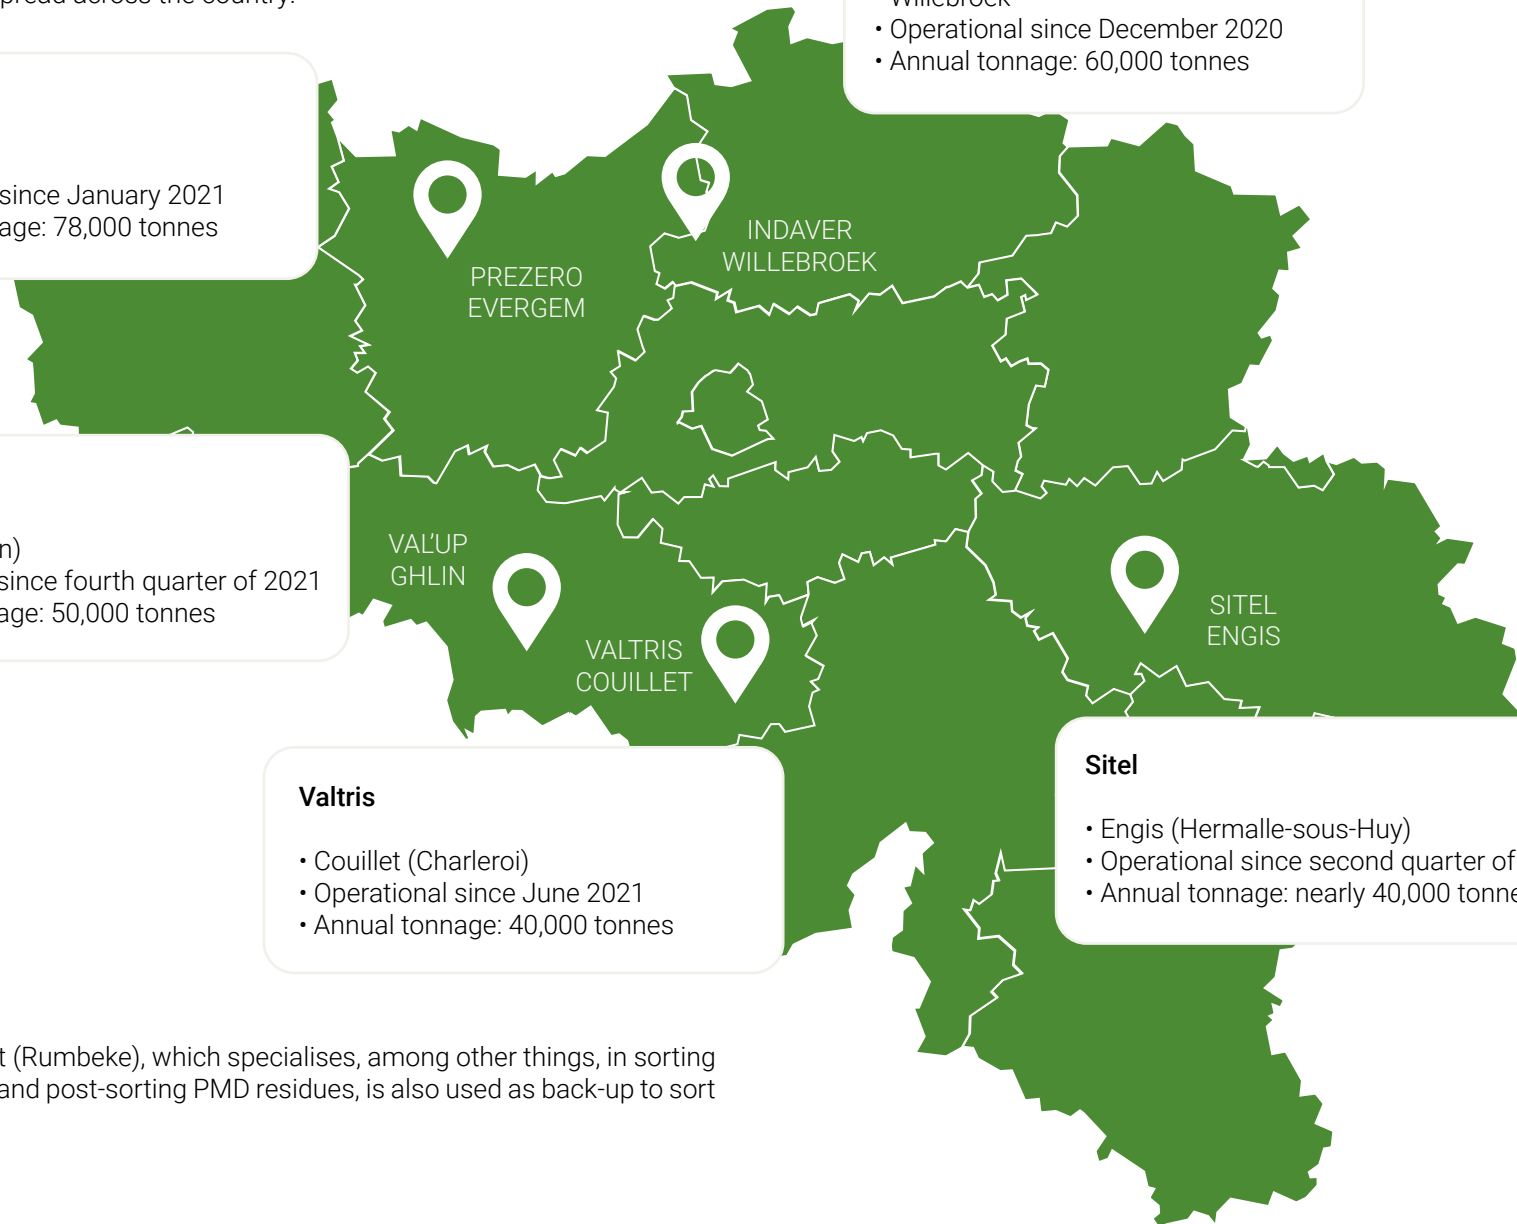 spread across the country.
Willebroek
• Operational since December 2020
• Annual tonnage: 60,000 tonnes
since January 2021
age: 78,000 tonnes
INDAVER
WILLEBROEK
PREZERO
EVERGEM
n)
since fourth quarter of 2021
age: 50,000 tonnes
VAL'UP
GHLIN
VALTRIS
COUILLET
SITEL
ENGIS
Valtris
• Couillet (Charleroi)
• Operational since June 2021
• Annual tonnage: 40,000 tonnes
Sitel
• Engis (Hermalle-sous-Huy)
• Operational since second quarter of
• Annual tonnage: nearly 40,000 tonne
t (Rumbeke), which specialises, among other things, in sorting
and post-sorting PMD residues, is also used as back-up to sort